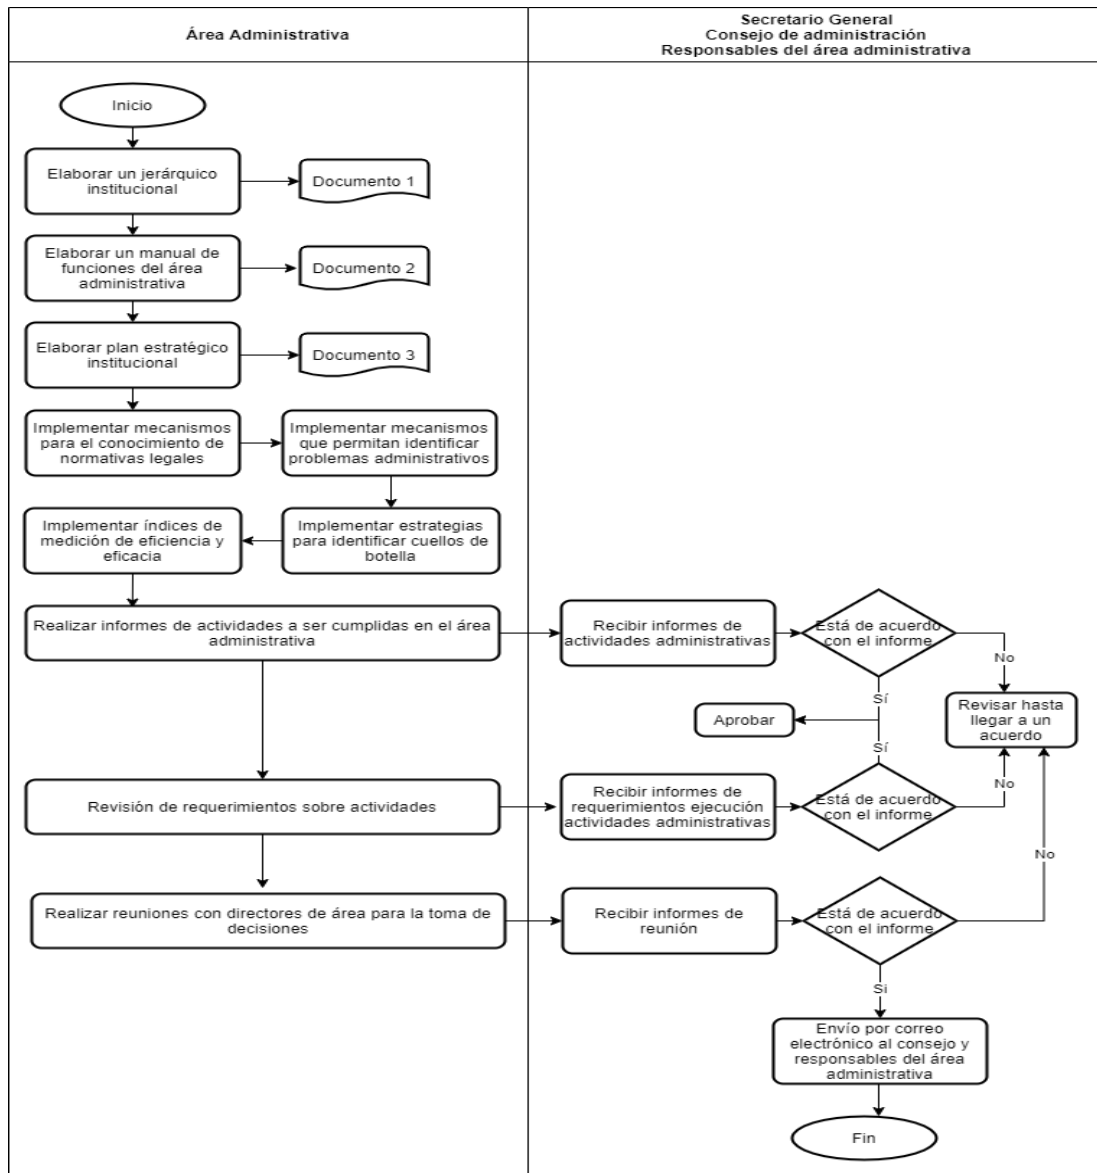 Área Administrativa
Secretario General
Consejo de administración
Responsables del área administrativa
Inicio
Elaborar un jerárquico
institucional
Documento 1
Elaborar un manual de
funciones del área
administrativa
Documento 2
Elaborar plan estratégico
institucional
Documento 3
Implementar mecanismos
para el conocimiento de
normativas legales
Implementar mecanismos
que permitan identificar
problemas administrativos
Implementar índices de
medición de eficiencia y
eficacia
Implementar estrategias
para identificar cuellos de
botella
Realizar informes de actividades a ser cumplidas en el área
administrativa
Recibir informes de
actividades administrativas
Está de acuerdo
con el informe
No
Sí
Revisar hasta
llegar a un
acuerdo
Aprobar
Sí
Revisión de requerimientos sobre actividades
Recibir informes de
requerimientos ejecución
actividades administrativas
Está de acuerdo
con el informe
No
No
Realizar reuniones con directores de área para la toma de
decisiones
Recibir informes de
reunión
Está de acuerdo
con el informe
Si
Envío por correo
electrónico al consejo y
responsables del área
administrativa
Fin